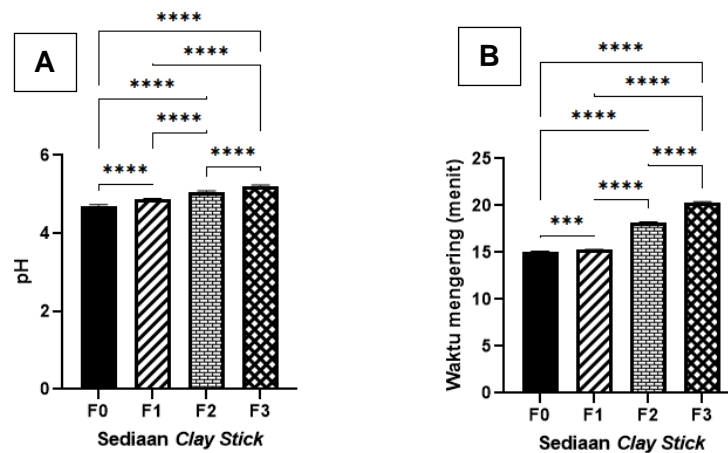 A
****
****
****
****
****
****
6
4
2
0
pH
F0 F1 F2 F3
Sediaan Clay Stick
B
****
****
****
****
****
***
25
20
15
10
5
0
Waktu mengering (menit)
F0 F1 F2 F3
Sediaan Clay Stick